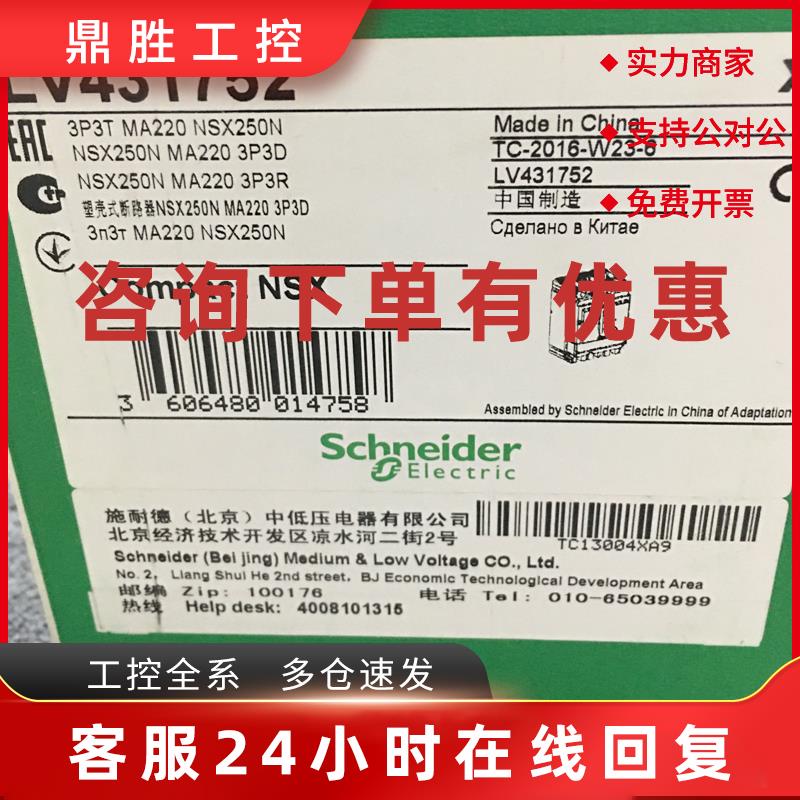 鼎胜工控
实力商家
支持公对公
免费开票
LV431752
EAC
3P3T MA220 NSX250N
NSX250N MA220 3P3D
NSX250N MA220 3P3R
塑壳式断路器NSX250N MA220 3P3D
3п3т MA220 NSX250N
Made in China
TC-2016-W23-6
LV431752
中国制造
Сделано в Китае
Compact NSX
咨询下单有优惠
3 606480 014758
Assembled by Schneider Electric in China of Adaptation
Schneider
Electric
施耐德（北京）中低压电器有限公司
北京经济技术开发区凉水河二街2号
TC13004XA9
Schneider (Beijing) Medium & Low Voltage CO., Ltd.
No. 2, Liang Shui He 2nd street, BJ Economic Technological Development Area
邮编 Zip: 100176
电话 Tel: 010-65039999
热线 Help desk: 4008101315
工控全系 多仓速发
客服24小时在线回复